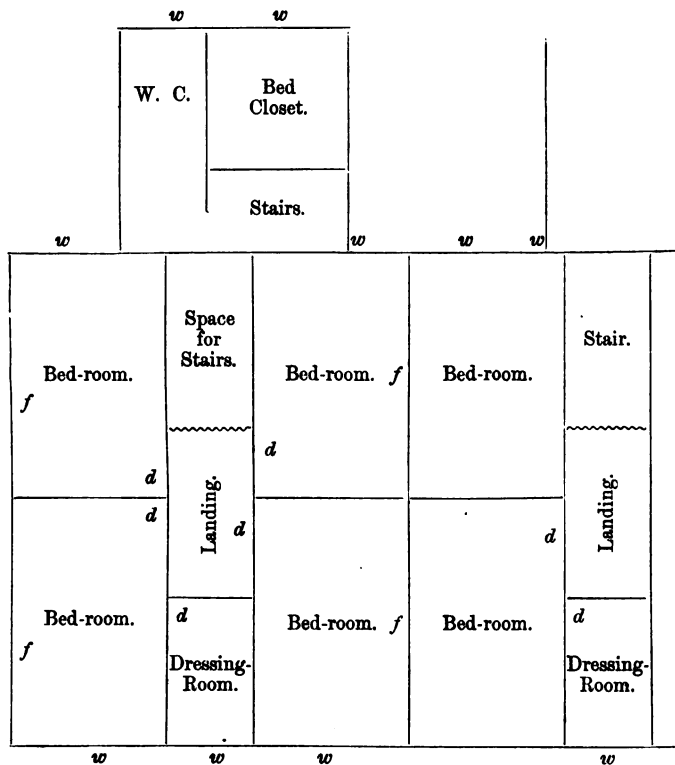 w w
W. C.
Bed
Closet.
Stairs.
w w w w
Space
for
Stairs.
Stair.
Bed-room.
Bed-room. f
Bed-room.
f
d
d
d
Landing.
d
d
Landing.
Bed-room.
Bed-room. f
Bed-room.
f
d
d
Dressing-
Room.
Dressing-
Room.
w w w w